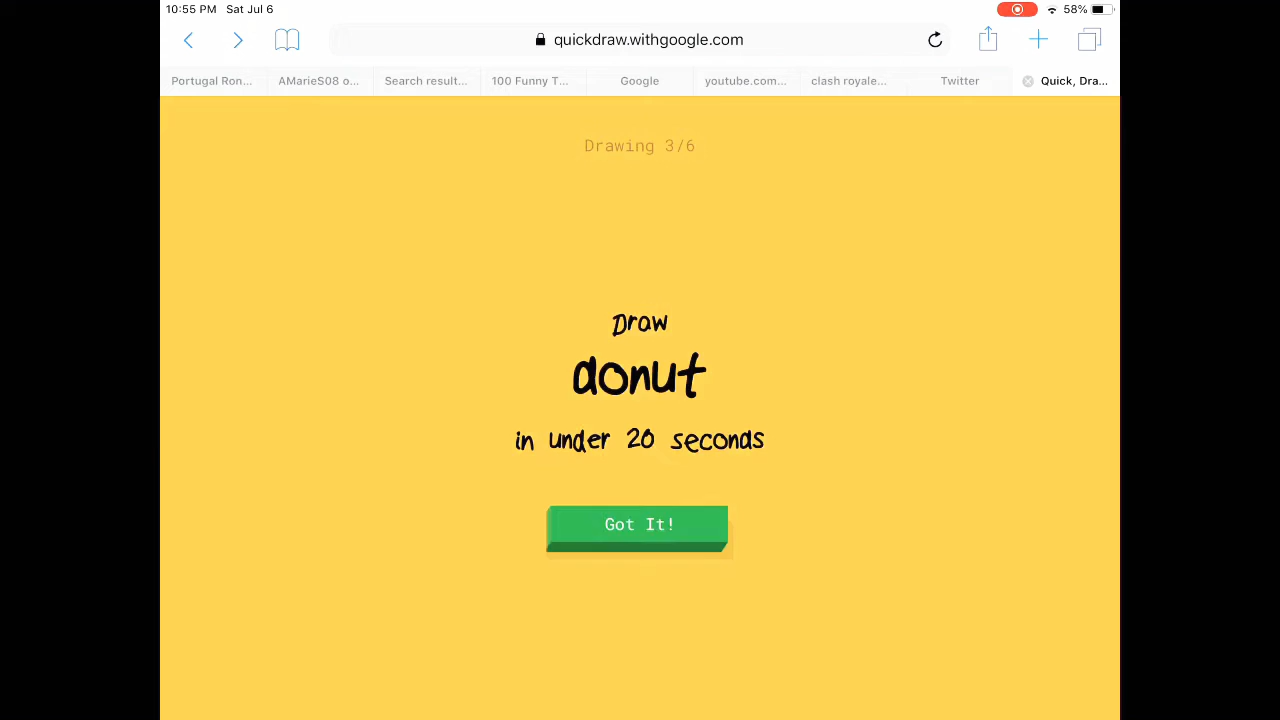 10:55 PM Sat Jul 6 58%
quickdraw.withgoogle.com
Portugal Ron... AMarieS08 o... Search result... 100 Funny T... Google youtube.com... clash royale... Twitter Quick, Dra...
Drawing 3/6
Draw
donut
in under 20 seconds
Got It!